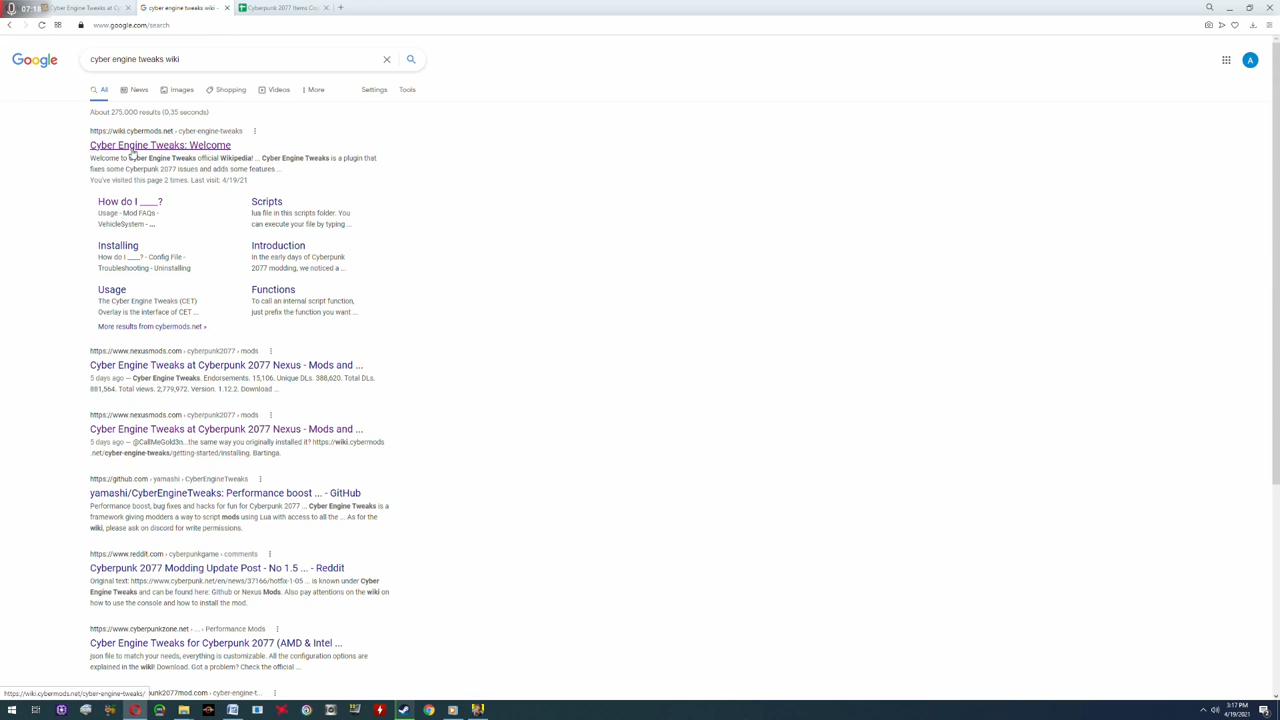 07:18
Cyber Engine Tweaks at Cy
cyber engine tweaks wiki -
Cyberpunk 2077 Items Co
www.google.com/search
Google
cyber engine tweaks wiki
A
All
News
Images
Shopping
Videos
More
Settings
Tools
About 275,000 results (0,35 seconds)
https://wiki.cybermods.net › cyber-engine-tweaks
Cyber Engine Tweaks: Welcome
Welcome to Cyber Engine Tweaks official Wikipedia! ... Cyber Engine Tweaks is a plugin that
fixes some Cyberpunk 2077 issues and adds some features ...
You've visited this page 2 times. Last visit: 4/19/21
How do I ____?
Usage - Mod FAQs -
VehicleSystem - ...
Scripts
lua file in this scripts folder. You
can execute your file by typing ...
Installing
How do I ____? - Config File -
Troubleshooting - Uninstalling
Introduction
In the early days of Cyberpunk
2077 modding, we noticed a ...
Usage
The Cyber Engine Tweaks (CET)
Overlay is the interface of CET ...
Functions
To call an internal script function,
just prefix the function you want ...
More results from cybermods.net »
https://www.nexusmods.com › cyberpunk2077 › mods
Cyber Engine Tweaks at Cyberpunk 2077 Nexus - Mods and ...
5 days ago — Cyber Engine Tweaks. Endorsements. 15,106. Unique DLs. 388,620. Total DLs.
881,564. Total views. 2,779,972. Version. 1.12.2. Download ...
https://www.nexusmods.com › cyberpunk2077 › mods
Cyber Engine Tweaks at Cyberpunk 2077 Nexus - Mods and ...
5 days ago — @CallMeGold3n...the same way you originally installed it? https://wiki.cybermods
.net/cyber-engine-tweaks/getting-started/installing. Bartinga.
https://github.com › yamashi › CyberEngineTweaks
yamashi/CyberEngineTweaks: Performance boost ... - GitHub
Performance boost, bug fixes and hacks for fun for Cyberpunk 2077 ... Cyber Engine Tweaks is a
framework giving modders a way to script mods using Lua with access to all the ... As for the
wiki, please ask on discord for write permissions.
https://www.reddit.com › cyberpunkgame › comments
Cyberpunk 2077 Modding Update Post - No 1.5 ... - Reddit
Original text: https://www.cyberpunk.net/en/news/37166/hotfix-1-05 ... is known under Cyber
Engine Tweaks and can be found here: Github or Nexus Mods. Also pay attentions on the wiki on
how to use the console and how to install the mod.
https://www.cyberpunkzone.net › ... › Performance Mods
Cyber Engine Tweaks for Cyberpunk 2077 (AMD & Intel ...
json file to match your needs, everything is customizable. All the configuration options are
explained in the wiki! Download. Got a problem? Check the official ...
https://wiki.cybermods.net/cyber-engine-tweaks/
punk2077mod.com › cyber-engine-t...
3:17 PM
4/19/2021